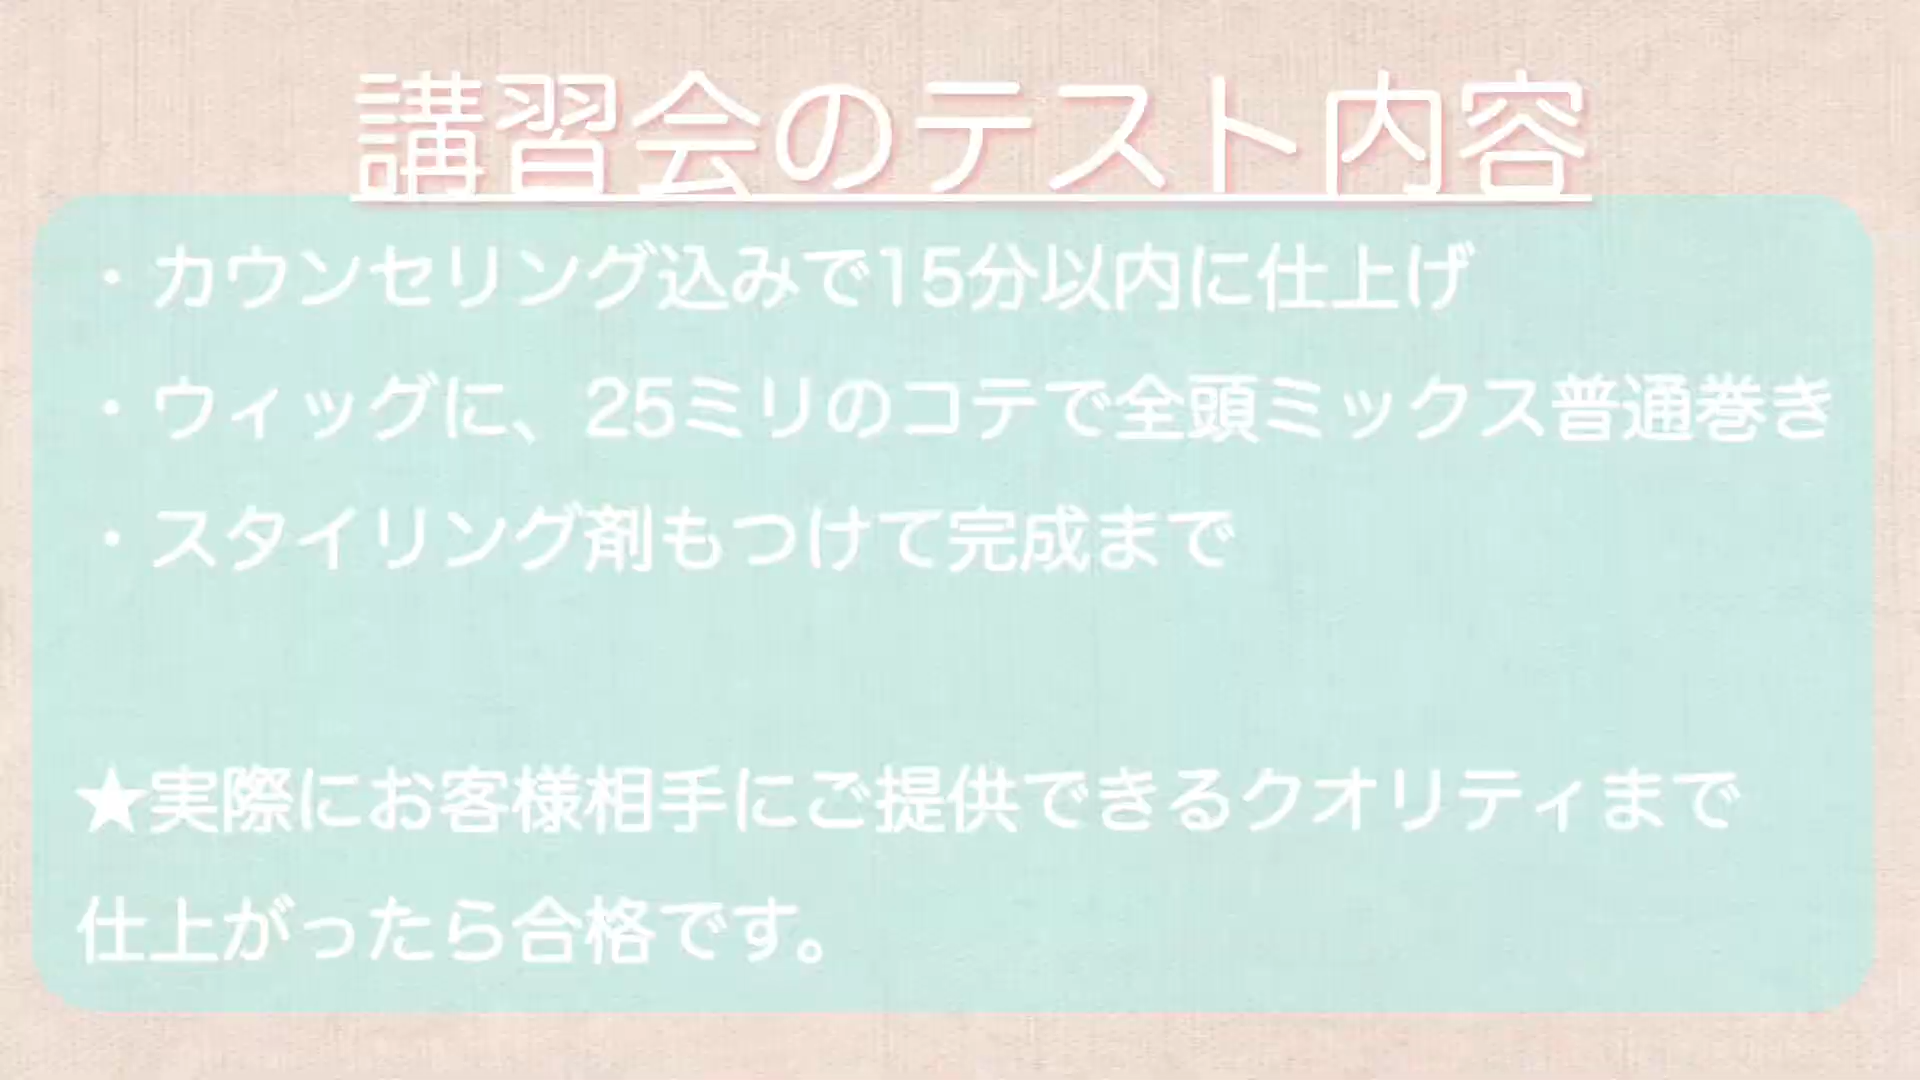 講習会のテスト内容
・カウンセリング込みで15分以内に仕上げ
・ウィッグに、25ミリのコテで全頭ミックス普通巻き
・スタイリング剤もつけて完成まで
★実際にお客様相手にご提供できるクオリティまで
仕上がったら合格です。